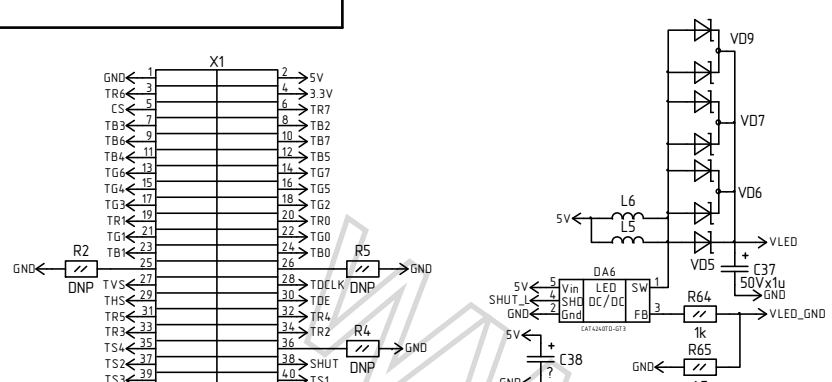 X1
GND 1 2 5V
TR6 3 4 3.3V
CS 5 6 TR7
TB3 7 8 TB2
TB6 9 10 TB7
TB4 11 12 TB5
TG6 13 14 TG7
TG4 15 16 TG5
TG3 17 18 TG2
TR1 19 20 TR0
TG1 21 22 TG0
TB1 23 24 TB0
R2 25 26 R5
GND DNP DNP GND
TVS 27 28 TDCLK
THS 29 30 TDE
TR5 31 32 TR4
TR3 33 34 TR2
TS4 35 36 R4 GND
TS2 37 38 SHUT DNP
TS3 39 40 TS1
VD9
VD7
VD6
L6
5V
L5
VLED
VD5
C37
50Vx1u
GND
DA6
5V 5 Vin LED SW 1
SHUT_L 4 SHD DC/DC
GND 2 Gnd FB 3
CAT4240TD-GT3
R64
1k
VLED_GND
R65
GND
5V
C38
?
GND